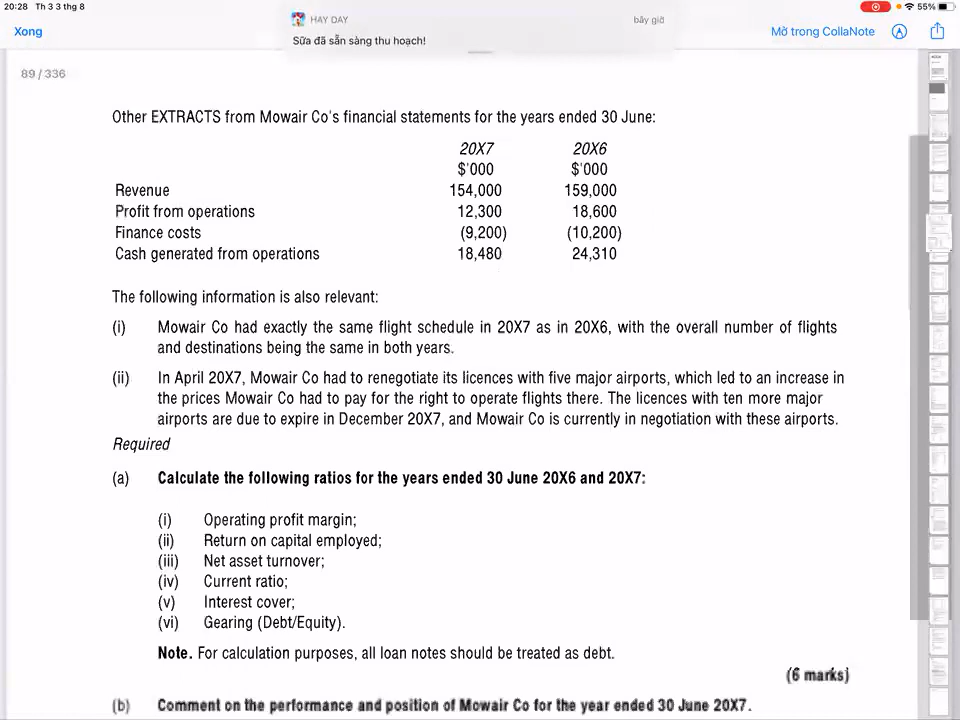 20:28 Th 3 3 thg 8
55%
HAY DAY
bây giờ
Sữa đã sẵn sàng thu hoạch!
Xong
Mở trong CollaNote
89 / 336
Other EXTRACTS from Mowair Co's financial statements for the years ended 30 June:
20X7 20X6
$'000 $'000
Revenue 154,000 159,000
Profit from operations 12,300 18,600
Finance costs (9,200) (10,200)
Cash generated from operations 18,480 24,310
The following information is also relevant:
(i) Mowair Co had exactly the same flight schedule in 20X7 as in 20X6, with the overall number of flights
and destinations being the same in both years.
(ii) In April 20X7, Mowair Co had to renegotiate its licences with five major airports, which led to an increase in
the prices Mowair Co had to pay for the right to operate flights there. The licences with ten more major
airports are due to expire in December 20X7, and Mowair Co is currently in negotiation with these airports.
Required
(a) Calculate the following ratios for the years ended 30 June 20X6 and 20X7:
(i) Operating profit margin;
(ii) Return on capital employed;
(iii) Net asset turnover;
(iv) Current ratio;
(v) Interest cover;
(vi) Gearing (Debt/Equity).
Note. For calculation purposes, all loan notes should be treated as debt.
(6 marks)
(b) Comment on the performance and position of Mowair Co for the year ended 30 June 20X7.